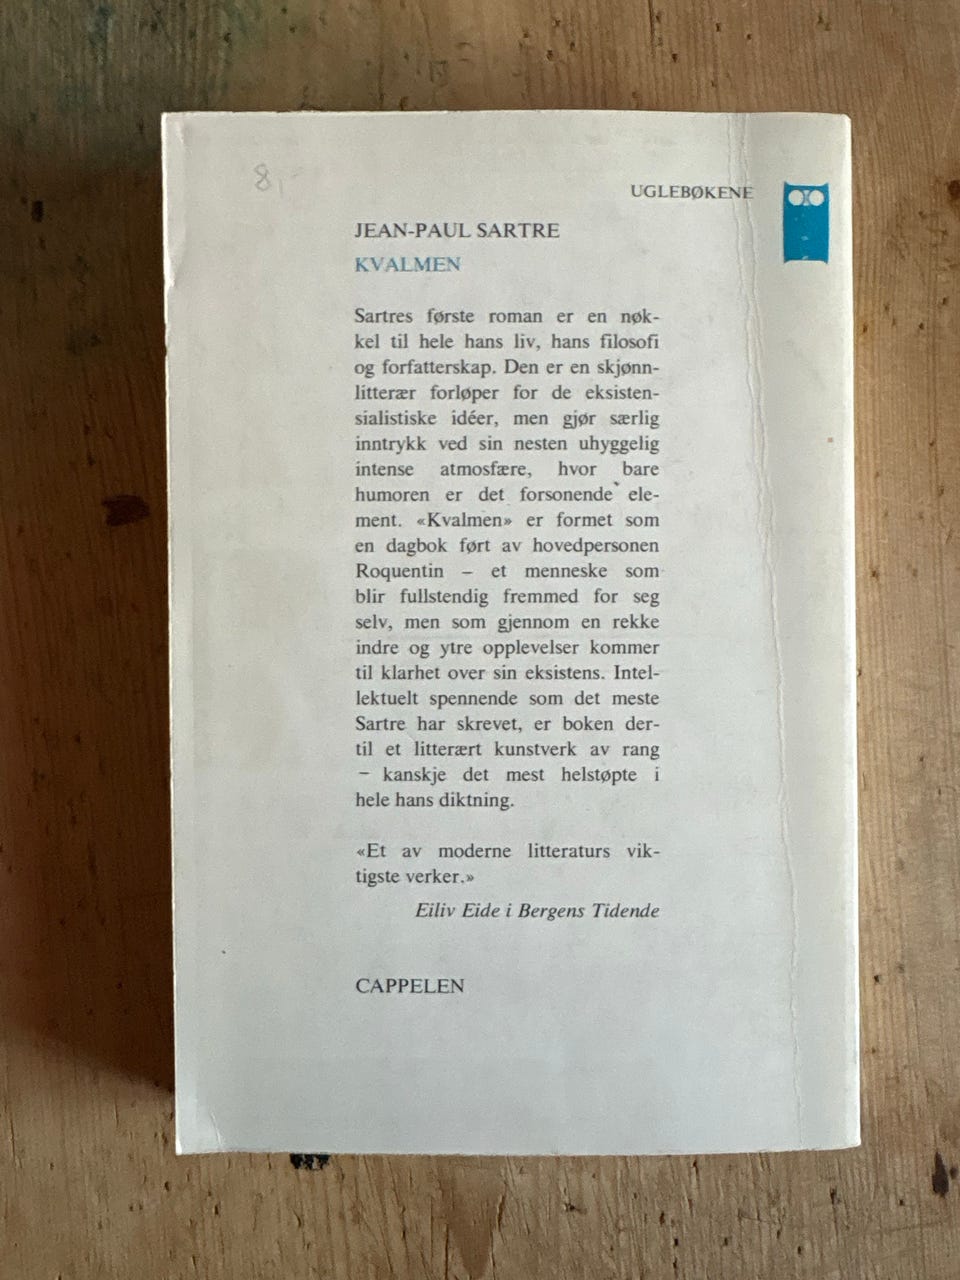 8,-
UGLEBØKENE
JEAN-PAUL SARTRE
KVALMEN
Sartres første roman er en nøk-
kel til hele hans liv, hans filosofi
og forfatterskap. Den er en skjønn-
litterær forløper for de eksisten-
sialistiske idéer, men gjør særlig
inntrykk ved sin nesten uhyggelig
intense atmosfære, hvor bare
humoren er det forsonende ele-
ment. «Kvalmen» er formet som
en dagbok ført av hovedpersonen
Roquentin – et menneske som
blir fullstendig fremmed for seg
selv, men som gjennom en rekke
indre og ytre opplevelser kommer
til klarhet over sin eksistens. Intel-
lektuelt spennende som det meste
Sartre har skrevet, er boken der-
til et litterært kunstverk av rang
– kanskje det mest helstøpte i
hele hans diktning.
«Et av moderne litteraturs vik-
tigste verker.»
Eiliv Eide i Bergens Tidende
CAPPELEN